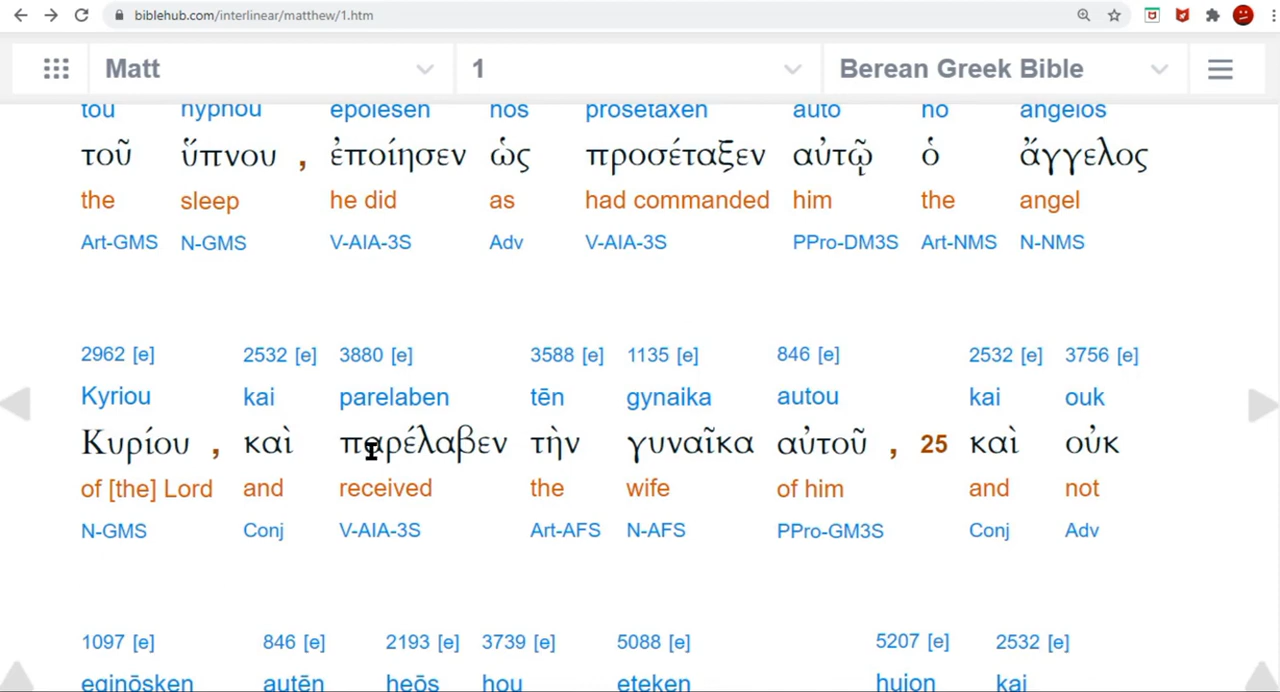 biblehub.com/interlinear/matthew/1.htm
Matt 1 Berean Greek Bible
tou hypnou epoiēsen hōs prosetaxen autō ho angelos
τοῦ ὕπνου , ἐποίησεν ὡς προσέταξεν αὐτῷ ὁ ἄγγελος
the sleep he did as had commanded him the angel
Art-GMS N-GMS V-AIA-3S Adv V-AIA-3S PPro-DM3S Art-NMS N-NMS
2962 [e] 2532 [e] 3880 [e] 3588 [e] 1135 [e] 846 [e] 2532 [e] 3756 [e]
Kyriou kai parelaben tēn gynaika autou kai ouk
Κυρίου , καὶ παρέλαβεν τὴν γυναῖκα αὐτοῦ , 25 καὶ οὐκ
of [the] Lord and received the wife of him and not
N-GMS Conj V-AIA-3S Art-AFS N-AFS PPro-GM3S Conj Adv
1097 [e] 846 [e] 2193 [e] 3739 [e] 5088 [e] 5207 [e] 2532 [e]
eginōsken autēn heōs hou eteken huion kai